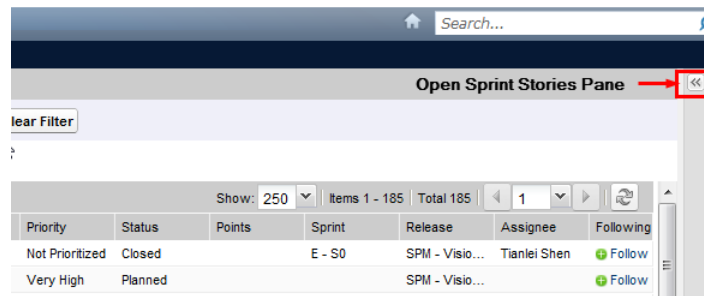 Search...
Open Sprint Stories Pane
lear Filter
Show: 250 Items 1 - 185 Total 185 1
Priority Status Points Sprint Release Assignee Following
Not Prioritized Closed E - S0 SPM - Visio... Tianlei Shen Follow
Very High Planned SPM - Visio... Follow